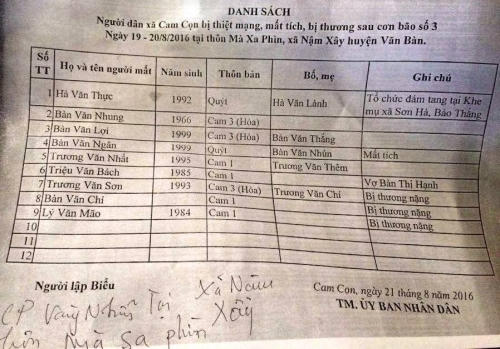 DANH SÁCH
Người dân xã Cam Cọn bị thiệt mạng, mất tích, bị thương sau cơn bão số 3
Ngày 19 - 20/8/2016 tại thôn Mà Xa Phìn, xã Nậm Xây huyện Văn Bàn.
Số TT Họ và tên người mất Năm sinh Thôn bản Bố, mẹ Ghi chú
1 Hà Văn Thực 1992 Quýt Hà Văn Lảnh Tổ chức đám tang tại Khe
mụ xã Sơn Hà, Bảo Thắng
2 Bàn Văn Nhung 1966 Cam 3 (Hòa)
3 Bàn Văn Lợi 1999 Cam 3 (Hòa) Bàn Văn Thắng
4 Bàn Văn Ngân 1999 Quýt Bàn Văn Nhún Mất tích
5 Trương Văn Nhất 1995 Cam 1 Trương Văn Thêm
6 Triệu Văn Bách 1985 Cam 1 Vợ Bàn Thị Hạnh
7 Trương Văn Sơn 1993 Cam 3 (Hòa) Trương Văn Chỉ Bị thương nặng
8 Bàn Văn Chỉ Cam 1 Bị thương nặng
9 Lý Văn Mão 1984 Cam 1 Bị thương nặng
10
11
12
Người lập Biểu
Cam Cọn, ngày 21 tháng 8 năm 2016
TM. ỦY BAN NHÂN DÂN
CP Vàng Tại Xã Nậm Xây
Mà Sa phìn